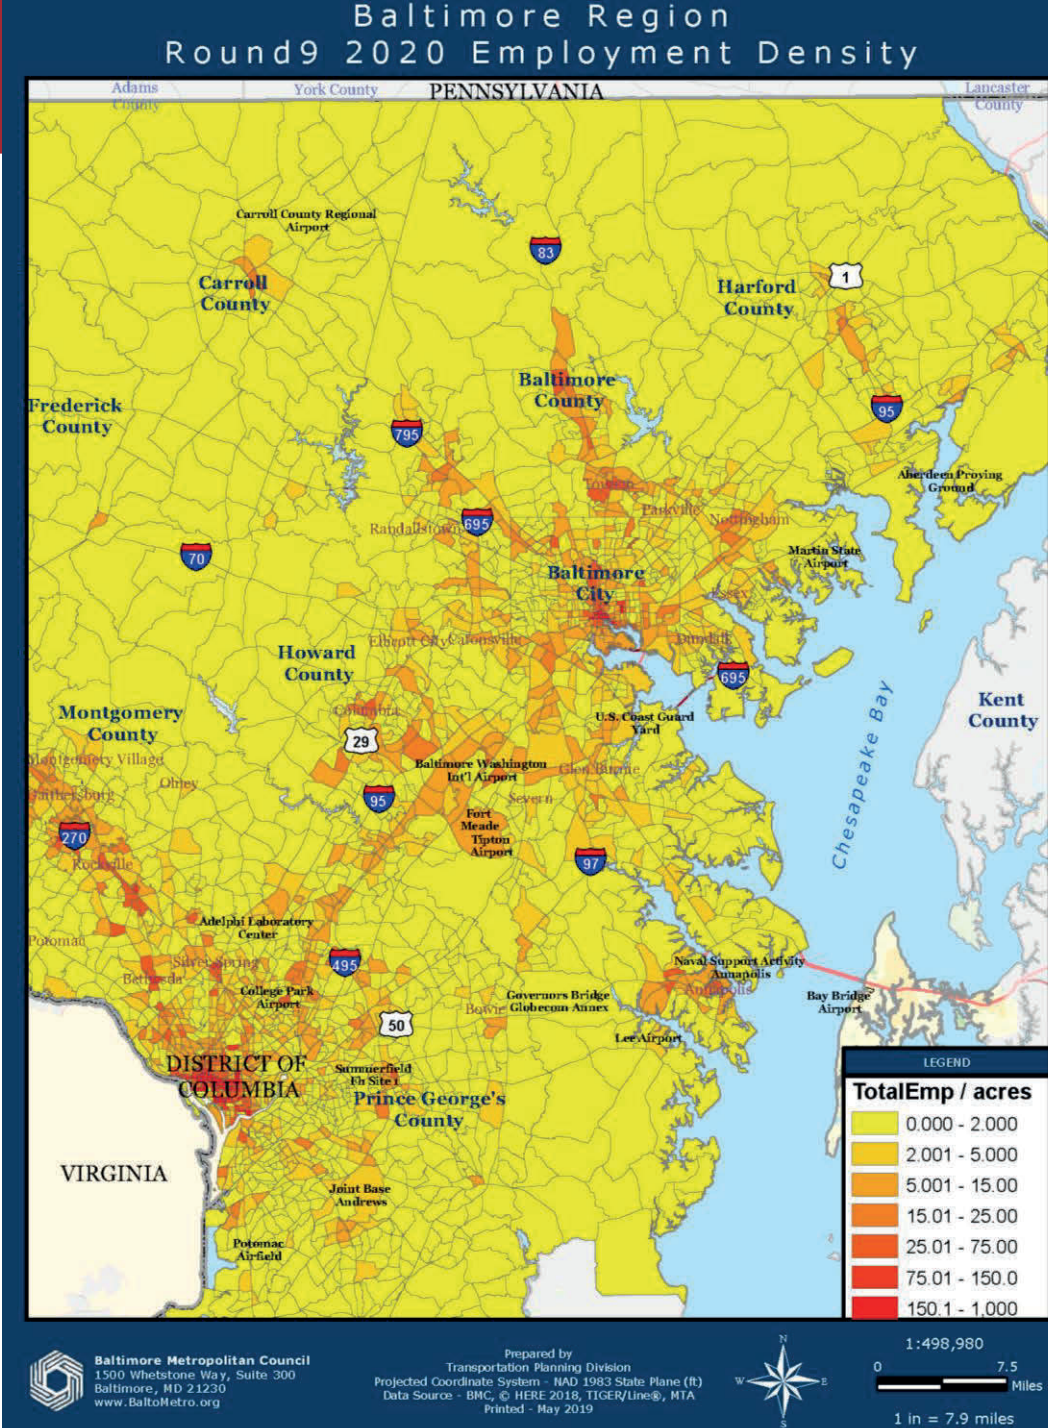 Baltimore Region
Round9 2020 Employment Density
Adams
County
York County
PENNSYLVANIA
Lancaster
County
Carroll County Regional
Airport
83
Carroll
County
Harford
County
1
Baltimore
County
Frederick
County
795
95
Aberdeen Proving
Ground
Towson
Parkville
Nottingham
Randallstown
695
70
Martin State
Airport
Baltimore
City
Essex
Ellicott City
Catonsville
Dundalk
Howard
County
695
Kent
County
Columbia
U.S. Coast Guard
Yard
Montgomery
County
29
Chesapeake Bay
Montgomery Village
Baltimore Washington
Int'l Airport
Glen Burnie
Olney
Gaithersburg
95
Severn
Fort
Meade
Tipton
Airport
270
97
Rockville
Adelphi Laboratory
Center
Potomac
Silver Spring
495
Naval Support Activity
Annapolis
Bethesda
College Park
Airport
Annapolis
Bowie
Governors Bridge
Globecom Annex
Bay Bridge
Airport
50
Lee Airport
DISTRICT OF
COLUMBIA
Summerfield
Fh Site 1
Prince George's
County
VIRGINIA
Joint Base
Andrews
Potomac
Airfield
LEGEND
TotalEmp / acres
0.000 - 2.000
2.001 - 5.000
5.001 - 15.00
15.01 - 25.00
25.01 - 75.00
75.01 - 150.0
150.1 - 1,000
Baltimore Metropolitan Council
1500 Whetstone Way, Suite 300
Baltimore, MD 21230
www.BaltoMetro.org
Prepared by
Transportation Planning Division
Projected Coordinate System - NAD 1983 State Plane (ft)
Data Source - BMC, © HERE 2018, TIGER/Line®, MTA
Printed - May 2019
N
W
E
S
1:498,980
0 7.5
Miles
1 in = 7.9 miles